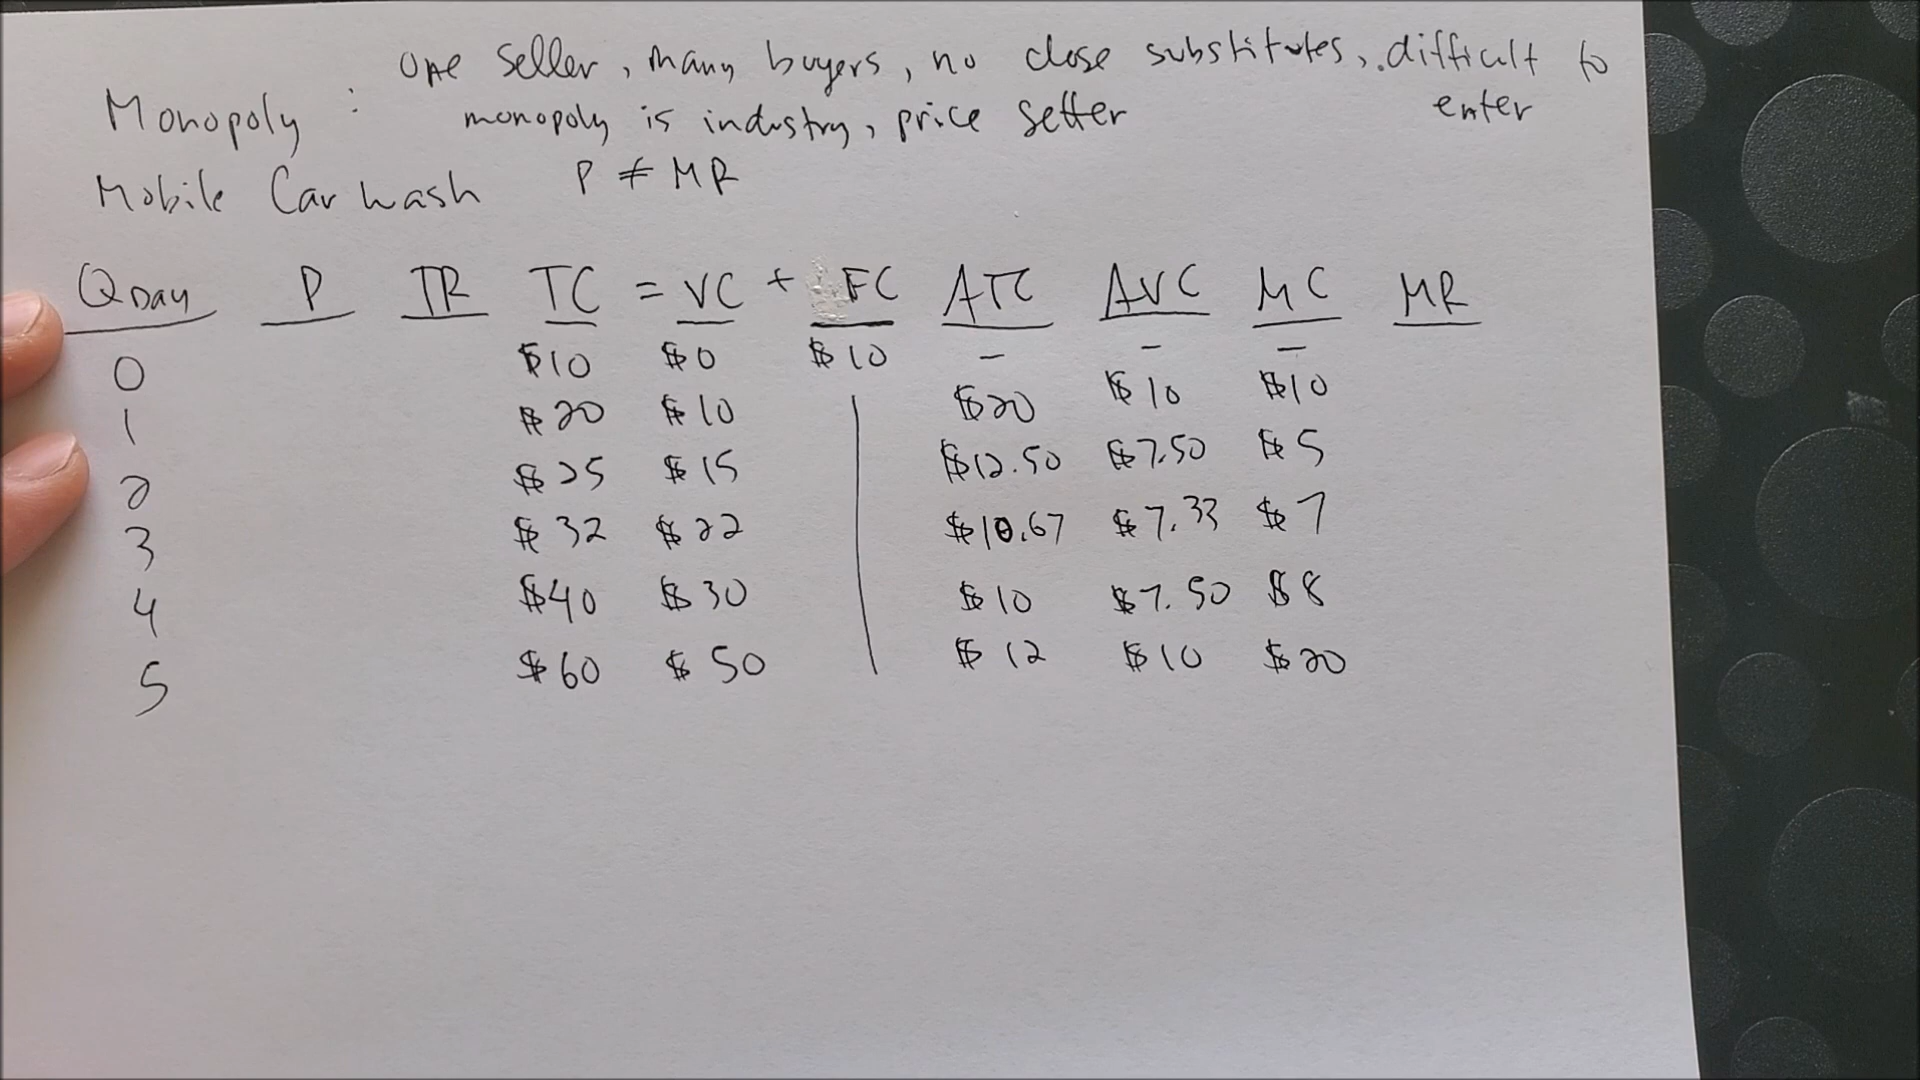 one seller, many buyers, no close substitutes, difficult to enter
Monopoly : monopoly is industry, price setter
Mobile Car Wash P ≠ MR
QDay P TR TC = VC + FC ATC AVC MC MR
0 $10 $0 $10 - - -
1 $20 $10 $20 $10 $10
2 $25 $15 $12.50 $7.50 $5
3 $32 $22 $10.67 $7.33 $7
4 $40 $30 $10 $7.50 $8
5 $60 $50 $12 $10 $20